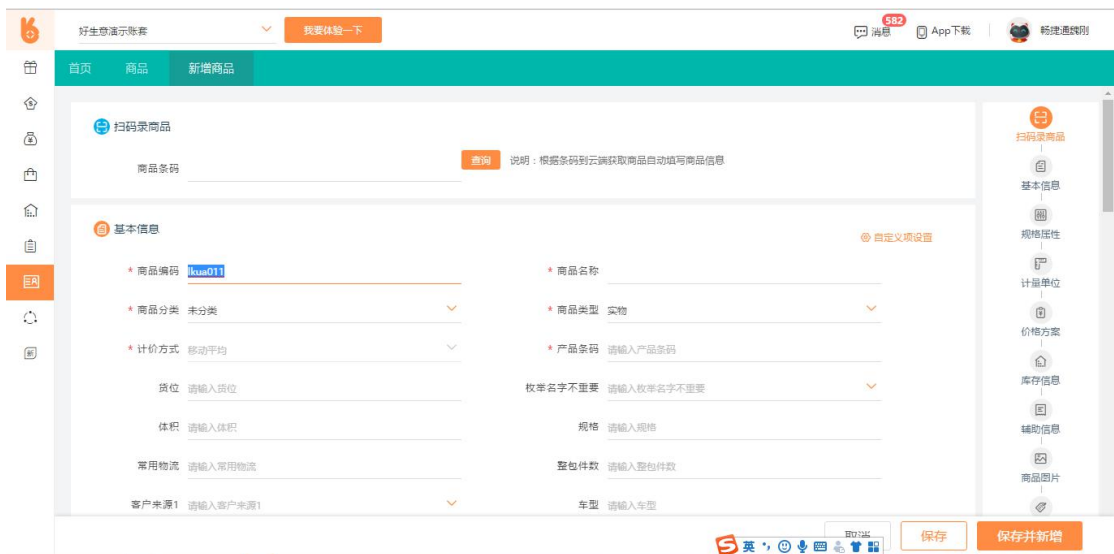 好生意演示账套 我要体验一下 消息 582 App下载 畅捷通魏刚
首页 商品 新增商品
扫码录商品
商品条码 查询 说明：根据条码到云端获取商品自动填写商品信息
基本信息 自定义项设置
* 商品编码 lkua011 * 商品名称
* 商品分类 未分类 * 商品类型 实物
* 计价方式 移动平均 * 产品条码 请输入产品条码
货位 请输入货位 枚举名字不重要 请输入枚举名字不重要
体积 请输入体积 规格 请输入规格
常用物流 请输入常用物流 整包件数 请输入整包件数
客户来源1 请输入客户来源1 车型 请输入车型
扫码录商品
基本信息
规格属性
计量单位
价格方案
库存信息
辅助信息
商品图片
取消 保存 保存并新增
英